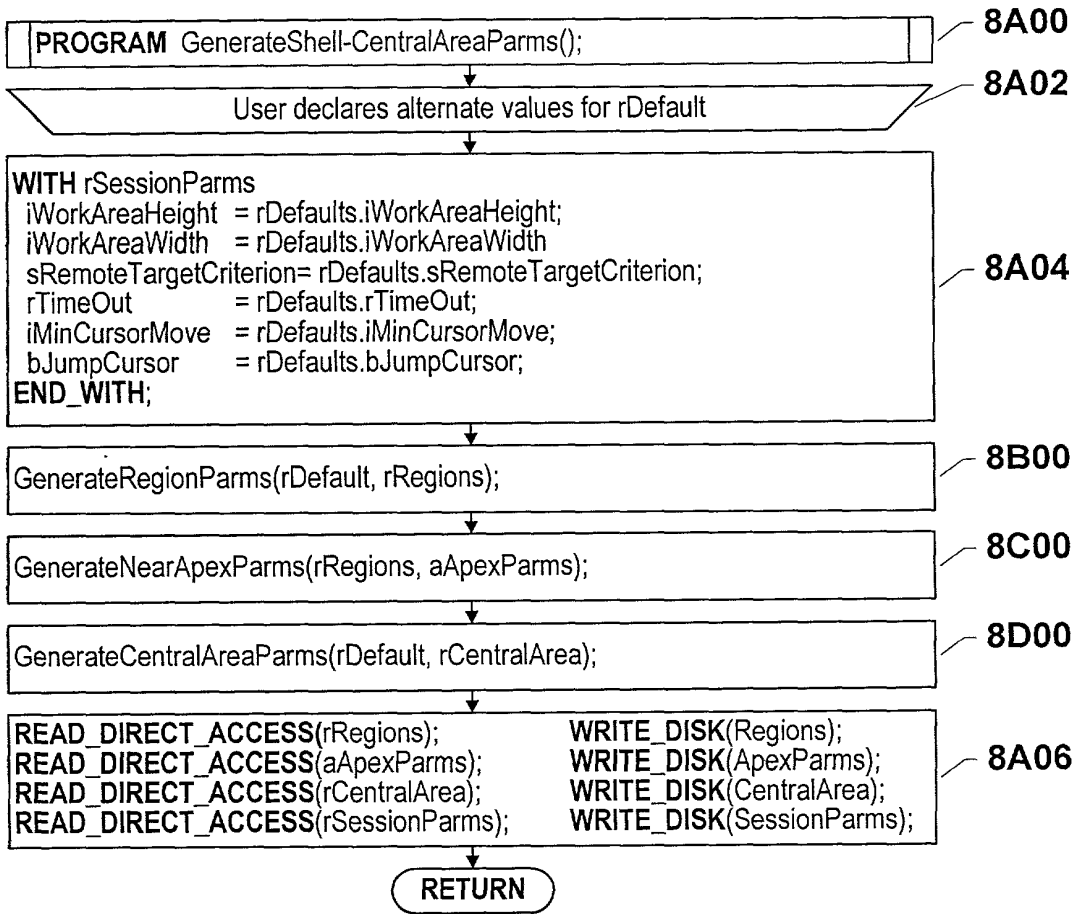 PROGRAM GenerateShell-CentralAreaParms();
8A00
User declares alternate values for rDefault
8A02
WITH rSessionParms
iWorkAreaHeight = rDefaults.iWorkAreaHeight;
iWorkAreaWidth = rDefaults.iWorkAreaWidth
sRemoteTargetCriterion= rDefaults.sRemoteTargetCriterion;
rTimeOut = rDefaults.rTimeOut;
iMinCursorMove = rDefaults.iMinCursorMove;
bJumpCursor = rDefaults.bJumpCursor;
END_WITH;
8A04
GenerateRegionParms(rDefault, rRegions);
8B00
GenerateNearApexParms(rRegions, aApexParms);
8C00
GenerateCentralAreaParms(rDefault, rCentralArea);
8D00
READ_DIRECT_ACCESS(rRegions); WRITE_DISK(Regions);
READ_DIRECT_ACCESS(aApexParms); WRITE_DISK(ApexParms);
READ_DIRECT_ACCESS(rCentralArea); WRITE_DISK(CentralArea);
READ_DIRECT_ACCESS(rSessionParms); WRITE_DISK(SessionParms);
8A06
RETURN